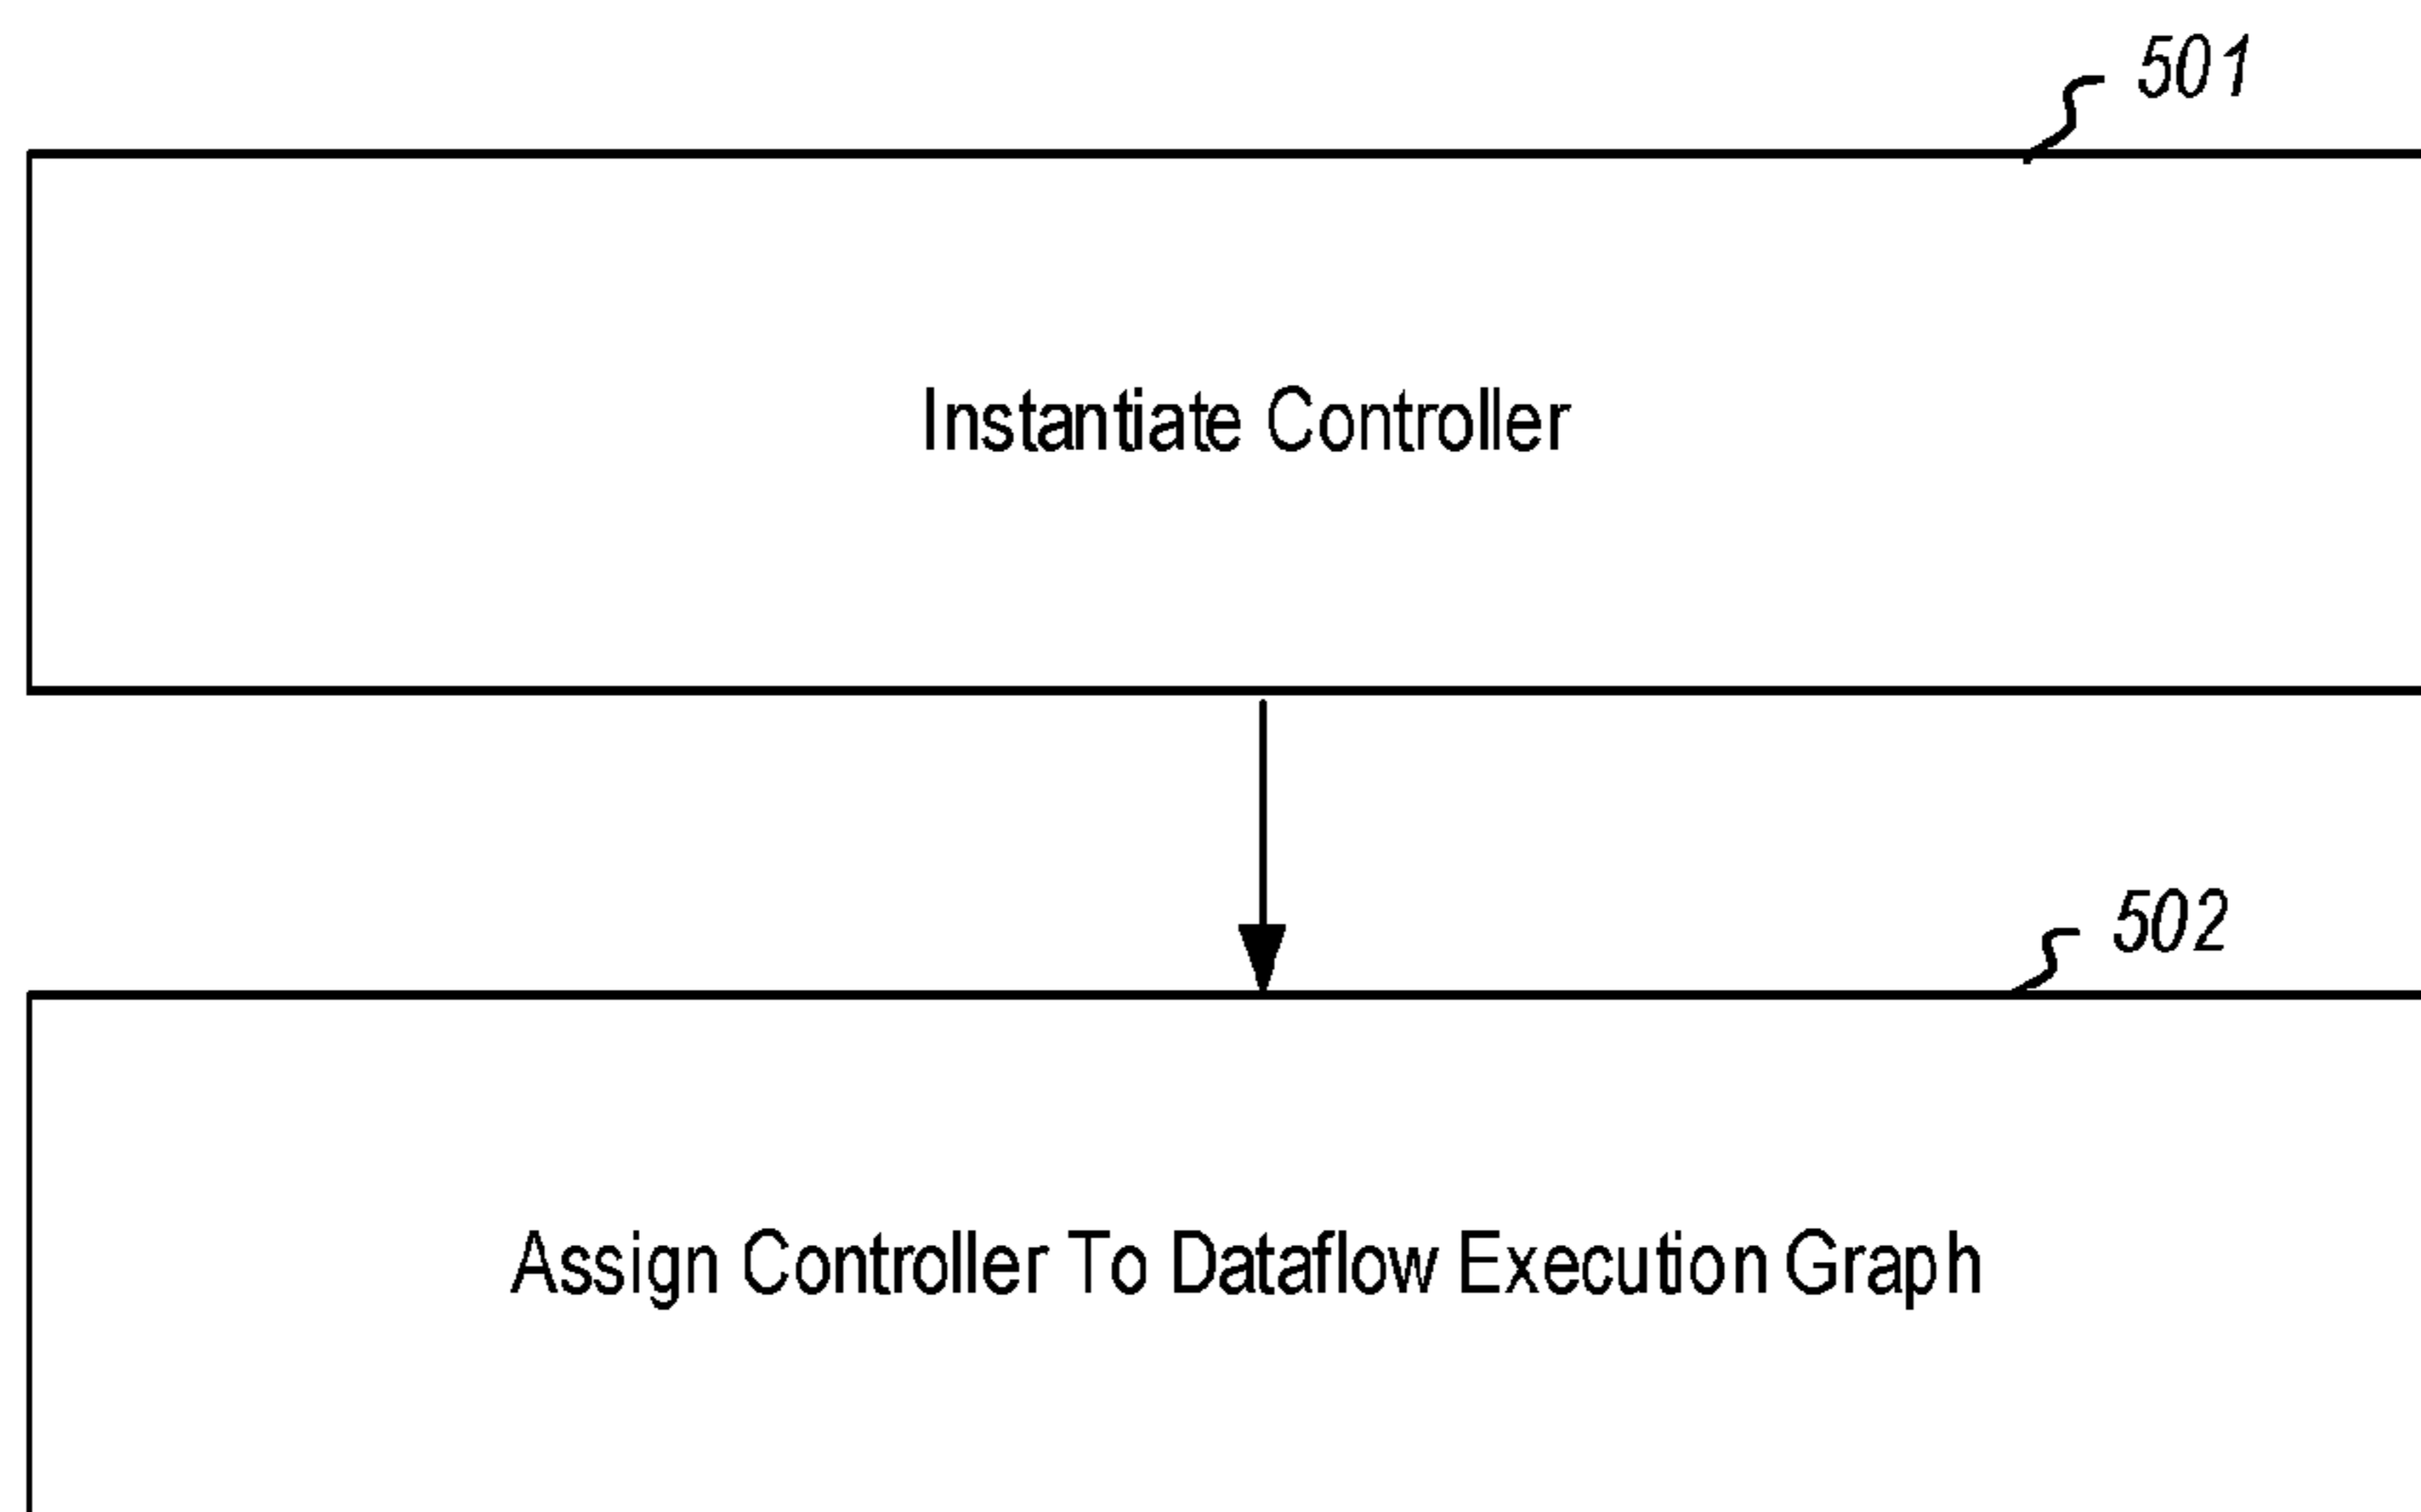 501
Instantiate Controller
502
Assign Controller To Dataflow Execution Graph